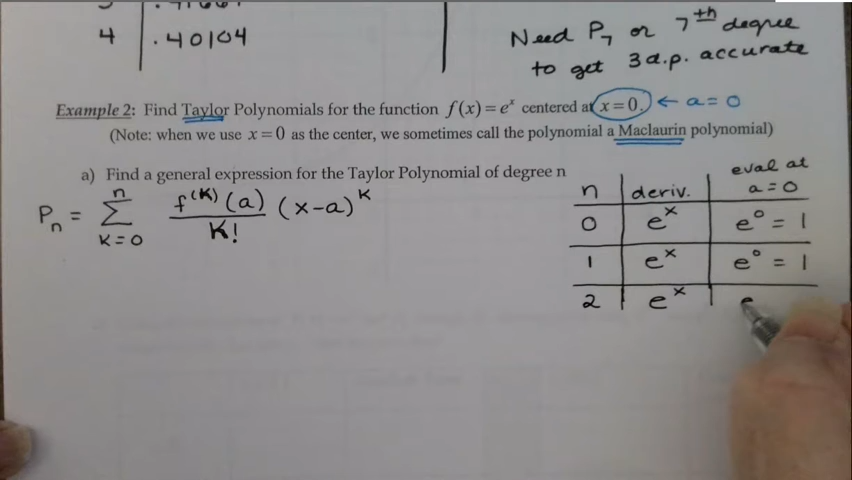 4 .40104
Need P₇ or 7ᵗʰ degree
to get 3 d.p. accurate
Example 2: Find Taylor Polynomials for the function f(x) = eˣ centered at x = 0. ← a = 0
(Note: when we use x = 0 as the center, we sometimes call the polynomial a Maclaurin polynomial)
a) Find a general expression for the Taylor Polynomial of degree n
Pₙ = ∑_{K=0}^{n} f⁽ᴷ⁾(a)/K! (x-a)ᴷ
n deriv. eval at a = 0
0 eˣ e⁰ = 1
1 eˣ e⁰ = 1
2 eˣ